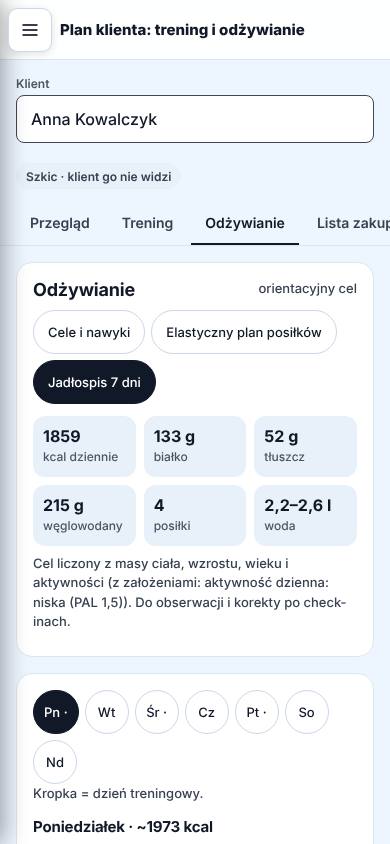 Plan klienta: trening i odżywianie
Klient
Anna Kowalczyk
Szkic · klient go nie widzi
Przegląd Trening Odżywianie Lista zakup
Odżywianie orientacyjny cel
Cele i nawyki Elastyczny plan posiłków
Jadłospis 7 dni
1859 133 g 52 g
kcal dziennie białko tłuszcz
215 g 4 2,2–2,6 l
węglowodany posiłki woda
Cel liczony z masy ciała, wzrostu, wieku i
aktywności (z założeniami: aktywność dzienna:
niska (PAL 1,5)). Do obserwacji i korekty po check-
inach.
Pn · Wt Śr · Cz Pt · So
Nd
Kropka = dzień treningowy.
Poniedziałek · ~1973 kcal